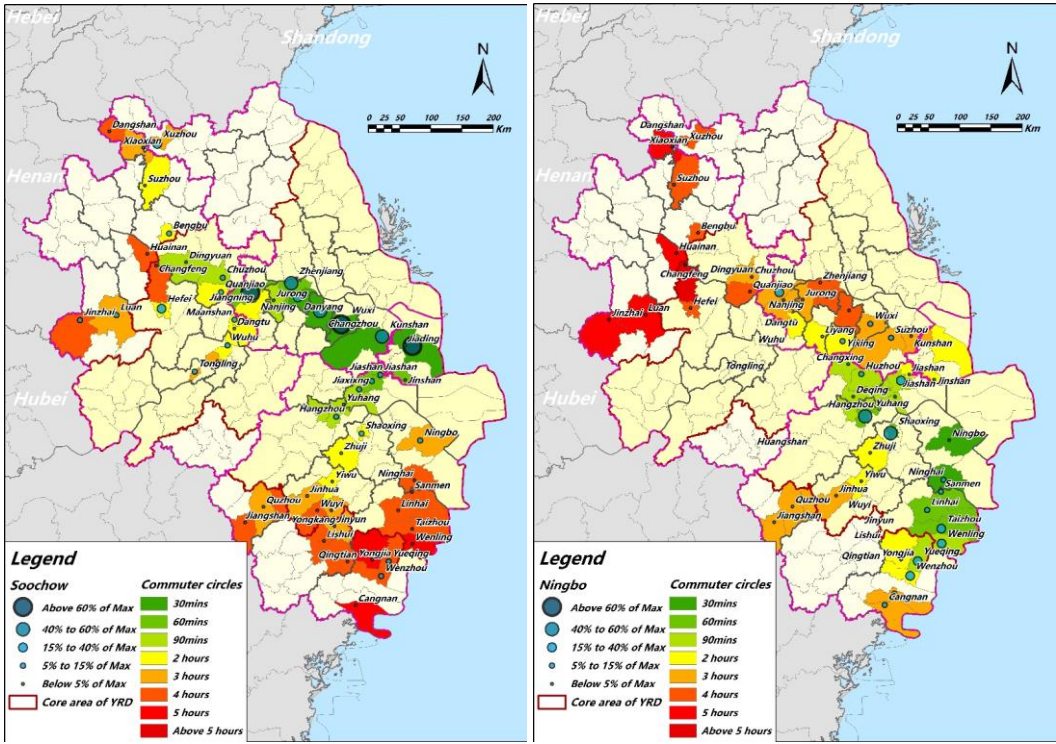 Hebei
Shandong
N
0 25 50 100 150 200
Km
Dangshan
Xuzhou
Xiaoxian
Henan
Suzhou
Bengbu
Huainan
Dingyuan
Changfeng
Chuzhou
Zhenjiang
Quanjiao
Jurong
Wuxi
Hefei
Jiangning
Danyang
Luan
Nanjing
Kunshan
Jinzhai
Maanshan
Changzhou
Dangtu
Jiading
Wuhu
Jiashan
Jiashan
Tongling
Jiaxixng
Jinshan
Yuhang
Hubei
Hangzhou
Shaoxing
Ningbo
Zhuji
Yiwu
Ninghai
Jinhua
Sanmen
Quzhou
Wuyi
Linhai
Jiangshan
Yongkang
Jinyun
Taizhou
Lishui
Wenling
Qingtian
Yongjia
Yueqing
Wenzhou
Cangnan
Legend
Soochow
Commuter circles
Above 60% of Max
30mins
40% to 60% of Max
60mins
15% to 40% of Max
90mins
5% to 15% of Max
2 hours
Below 5% of Max
3 hours
Core area of YRD
4 hours
5 hours
Above 5 hours
Hebei
Shandong
N
0 25 50 100 150 200
Km
Dangshan
Xuzhou
Xiaoxian
Henan
Suzhou
Bengbu
Huainan
Dingyuan
Chuzhou
Changfeng
Zhenjiang
Quanjiao
Jurong
Hefei
Nanjing
Wuxi
Luan
Jinzhai
Dangtu
Suzhou
Liyang
Wuhu
Yixing
Kunshan
Changxing
Jiashan
Tongling
Huzhou
Jiashan
Jinshan
Deqing
Hubei
Hangzhou
Yuhang
Shaoxing
Huangshan
Ningbo
Zhuji
Yiwu
Ninghai
Jinhua
Sanmen
Quzhou
Wuyi
Linhai
Jiangshan
Jinyun
Taizhou
Lishui
Wenling
Qingtian
Yongjia
Yueqing
Wenzhou
Cangnan
Legend
Ningbo
Commuter circles
Above 60% of Max
30mins
40% to 60% of Max
60mins
15% to 40% of Max
90mins
5% to 15% of Max
2 hours
Below 5% of Max
3 hours
Core area of YRD
4 hours
5 hours
Above 5 hours